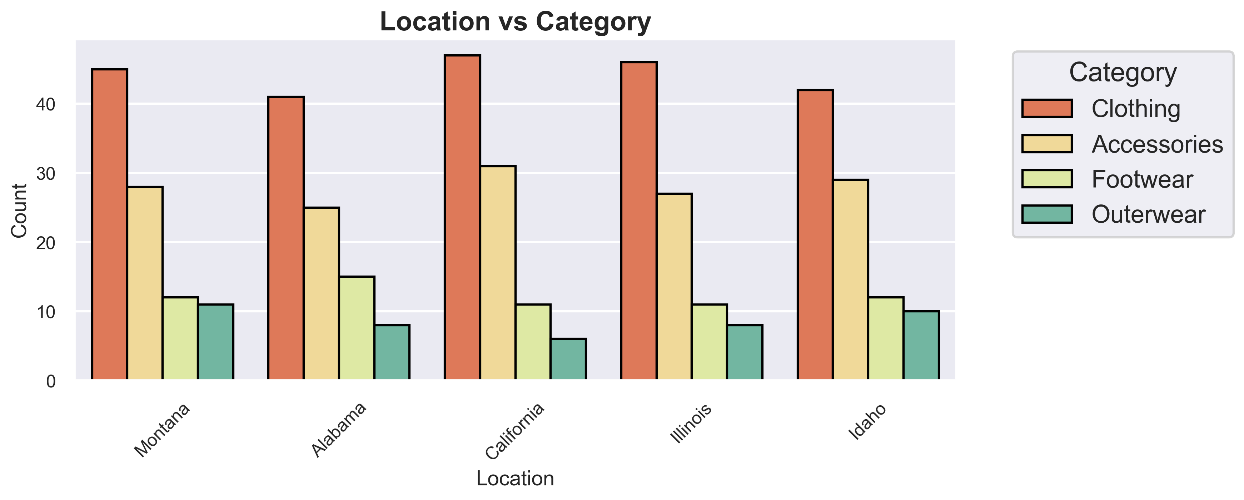 Location vs Category
Count
40
30
20
10
0
Montana
Alabama
California
Illinois
Idaho
Location
Category
Clothing
Accessories
Footwear
Outerwear